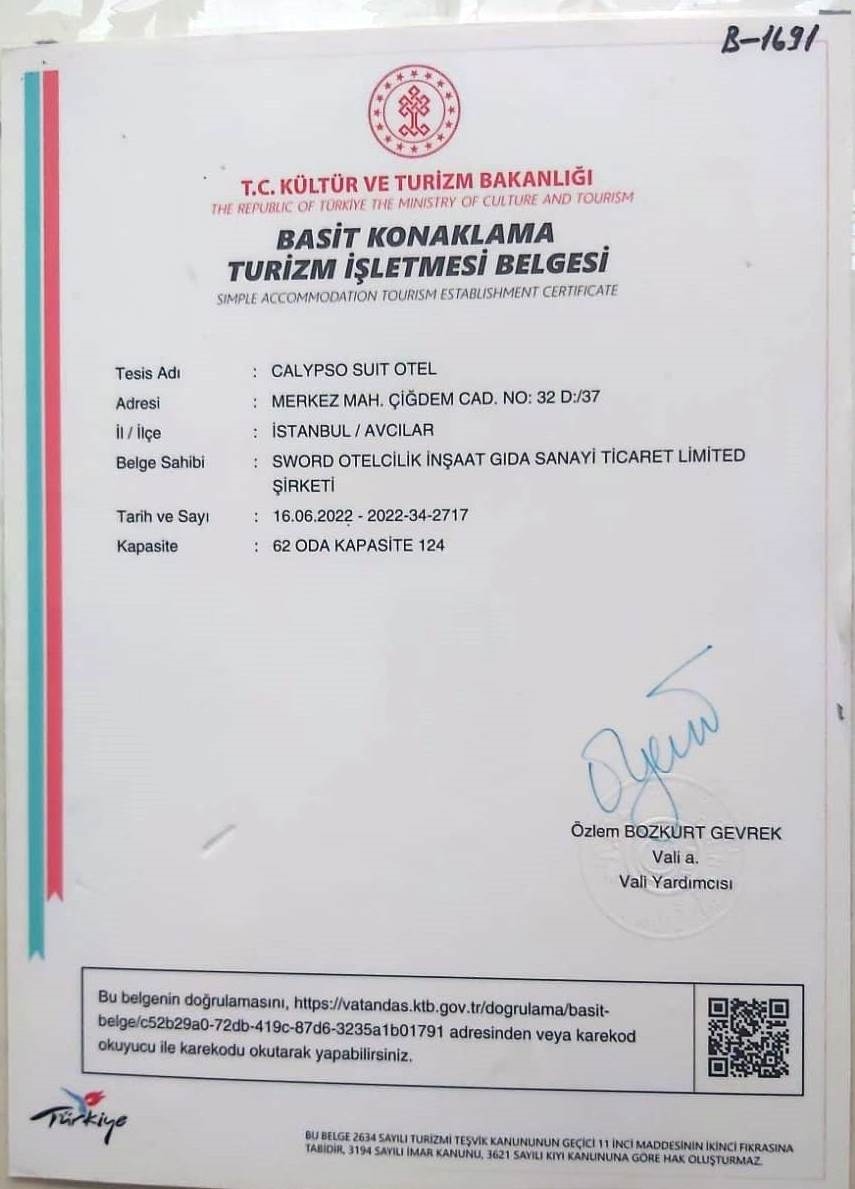 B-1691
T.C. KÜLTÜR VE TURİZM BAKANLIĞI
THE REPUBLIC OF TÜRKİYE THE MINISTRY OF CULTURE AND TOURISM
BASİT KONAKLAMA
TURİZM İŞLETMESİ BELGESİ
SIMPLE ACCOMMODATION TOURISM ESTABLISHMENT CERTIFICATE
Tesis Adı : CALYPSO SUIT OTEL
Adresi : MERKEZ MAH. ÇİĞDEM CAD. NO: 32 D:/37
İl / İlçe : İSTANBUL / AVCILAR
Belge Sahibi : SWORD OTELCİLİK İNŞAAT GIDA SANAYİ TİCARET LIMITED
ŞİRKETİ
Tarih ve Sayı : 16.06.2022 - 2022-34-2717
Kapasite : 62 ODA KAPASİTE 124
Özlem BOZKURT GEVREK
Vali a.
Vali Yardımcısı
Bu belgenin doğrulamasını, https://vatandas.ktb.gov.tr/dogrulama/basit-
belge/c52b29a0-72db-419c-87d6-3235a1b01791 adresinden veya karekod
okuyucu ile karekodu okutarak yapabilirsiniz.
Türkiye
BU BELGE 2634 SAYILI TURİZMİ TEŞVİK KANUNUNUN GEÇİCİ 11 İNCİ MADDESİNİN İKİNCİ FIKRASINA
TABİDİR, 3194 SAYILI İMAR KANUNU, 3621 SAYILI KIYI KANUNUNA GÖRE HAK OLUŞTURMAZ.